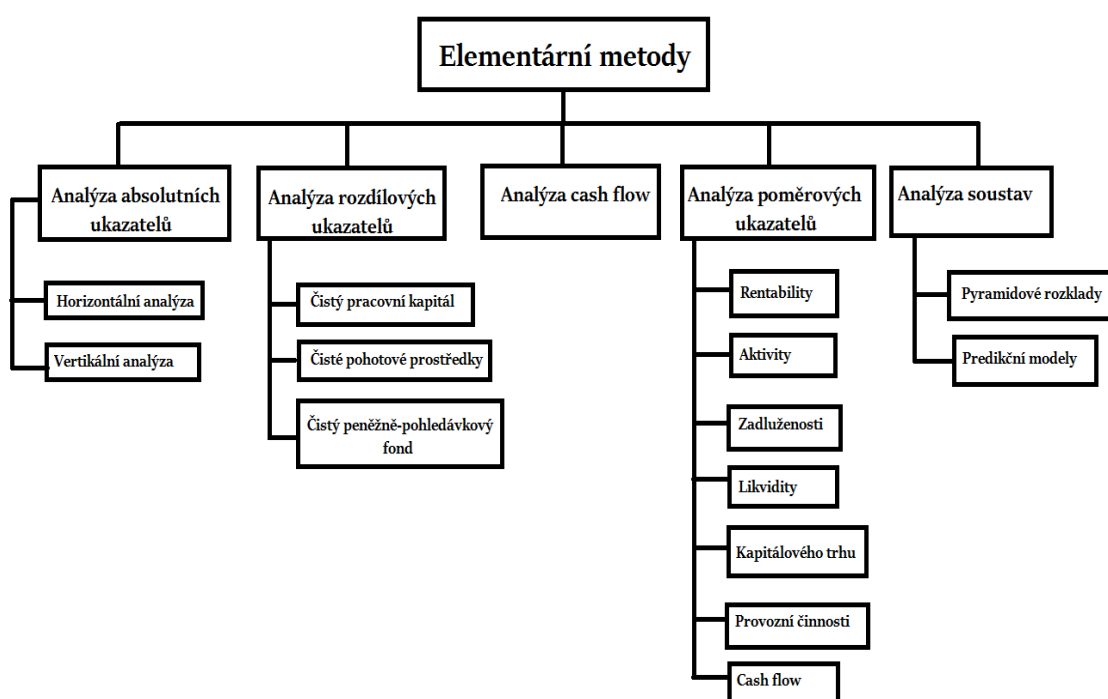 Elementární metody
Analýza absolutních
ukazatelů
Analýza rozdílových
ukazatelů
Analýza cash flow
Analýza poměrových
ukazatelů
Analýza soustav
Horizontální analýza
Vertikální analýza
Čistý pracovní kapitál
Čisté pohotové prostředky
Čistý peněžně-pohledávkový
fond
Rentability
Aktivity
Zadluženosti
Likvidity
Kapitálového trhu
Provozní činnosti
Cash flow
Pyramidové rozklady
Predikční modely